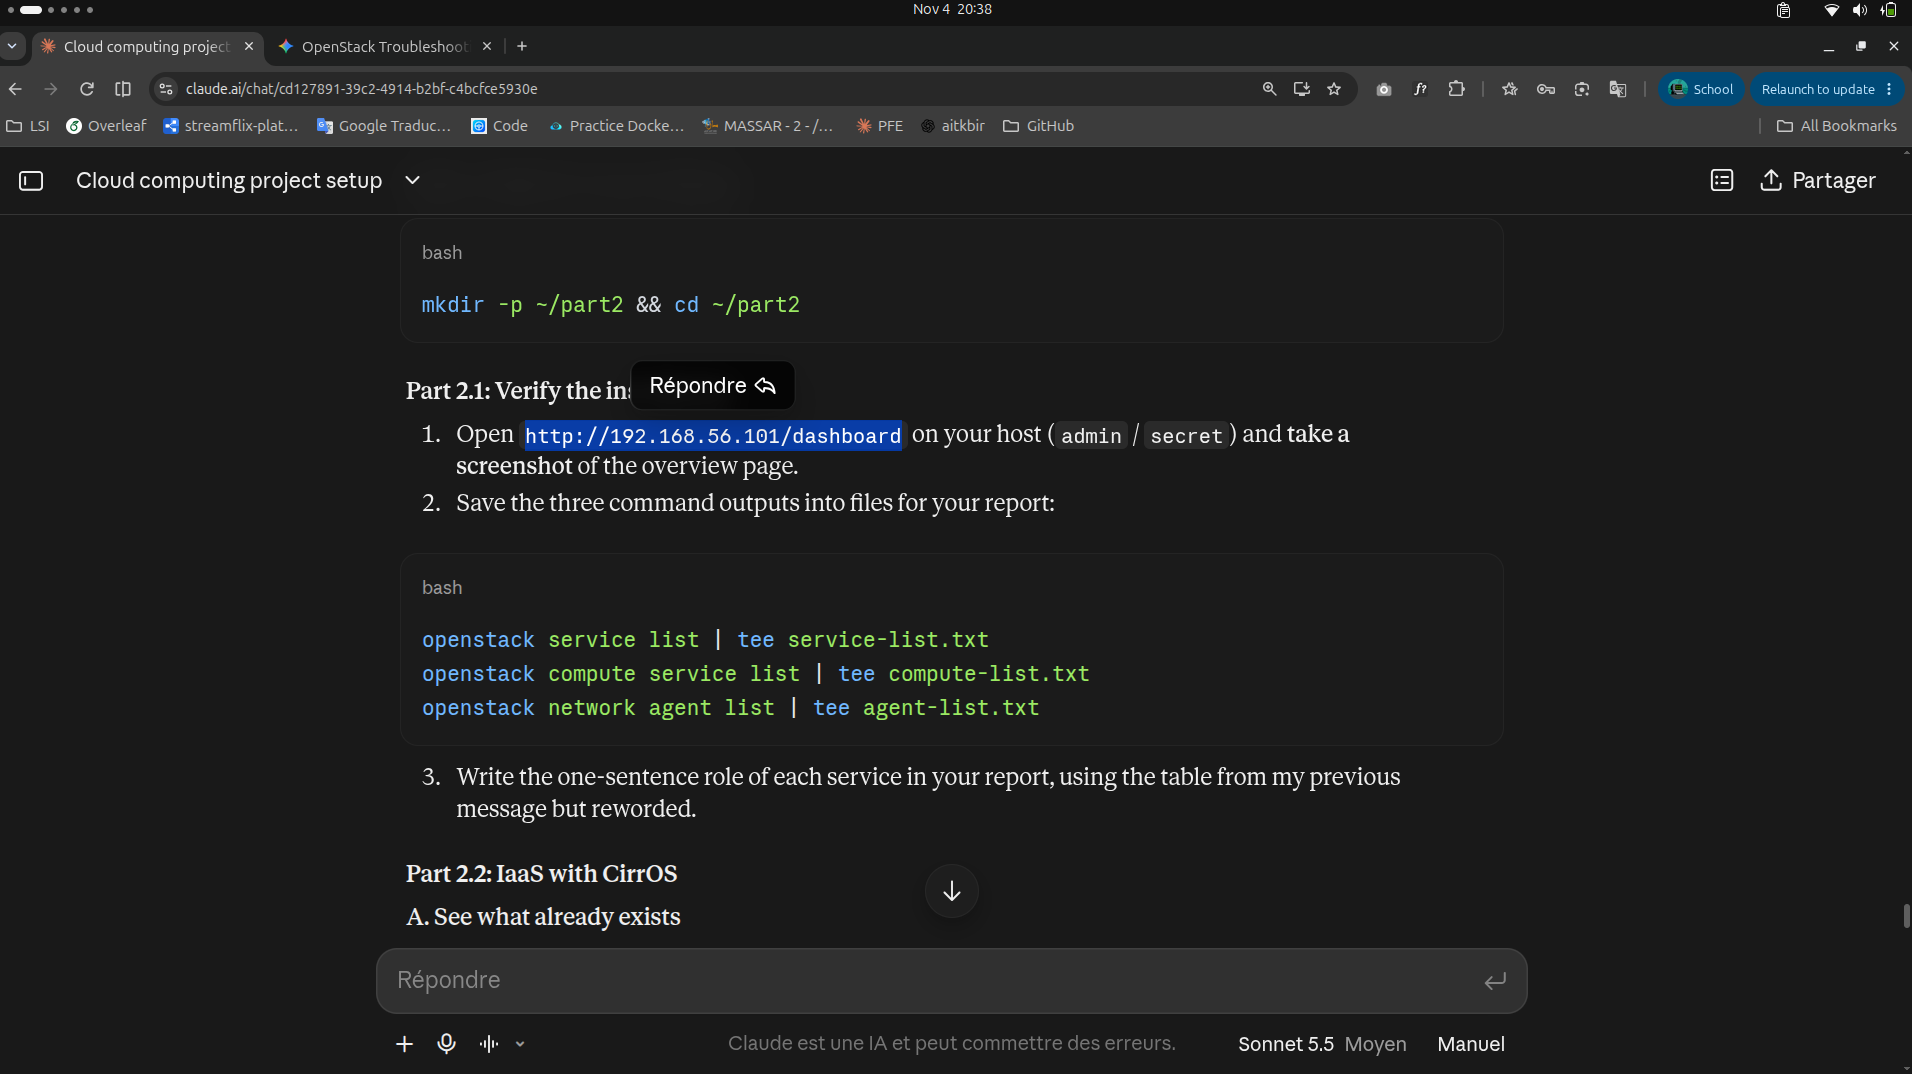 Nov 4 20:38
Cloud computing project
OpenStack Troubleshoot
claude.ai/chat/cd127891-39c2-4914-b2bf-c4bcfce5930e
School
Relaunch to update
LSI
Overleaf
streamflix-plat...
Google Traduc...
Code
Practice Docke...
MASSAR - 2 - /...
PFE
aitkbir
GitHub
All Bookmarks
Cloud computing project setup
Partager
bash
mkdir -p ~/part2 && cd ~/part2
Part 2.1: Verify the ins
Répondre
1. Open http://192.168.56.101/dashboard on your host (admin / secret) and take a
screenshot of the overview page.
2. Save the three command outputs into files for your report:
bash
openstack service list | tee service-list.txt
openstack compute service list | tee compute-list.txt
openstack network agent list | tee agent-list.txt
3. Write the one-sentence role of each service in your report, using the table from my previous
message but reworded.
Part 2.2: IaaS with CirrOS
A. See what already exists
Répondre
Claude est une IA et peut commettre des erreurs.
Sonnet 5.5 Moyen
Manuel